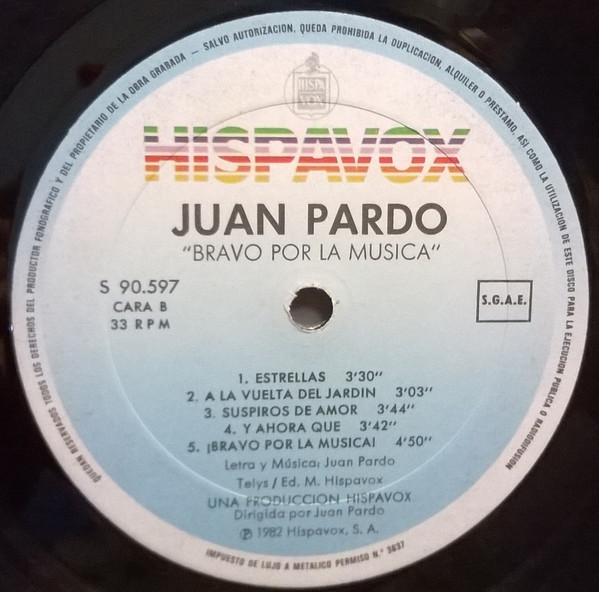 QUEDAN RESERVADOS TODOS LOS DERECHOS DEL PRODUCTOR FONOGRAFICO Y DEL PROPIETARIO DE LA OBRA GRABADA - SALVO AUTORIZACION, QUEDA PROHIBIDA LA DUPLICACION, ALQUILER O PRESTAMO, ASI COMO LA UTILIZACION DE ESTE DISCO PARA LA EJECUCION PUBLICA O RADIODIFUSION
HISPA
VOX
HISPAVOX
JUAN PARDO
"BRAVO POR LA MUSICA"
S 90.597
CARA B
33 RPM
S.G.A.E.
1. ESTRELLAS 3'30"
2. A LA VUELTA DEL JARDIN 3'03"
3. SUSPIROS DE AMOR 3'44"
4. Y AHORA QUE 3'42"
5. ¡BRAVO POR LA MUSICA! 4'50"
Letra y Música: Juan Pardo
Telys / Ed. M. Hispavox
UNA PRODUCCION HISPAVOX
Dirigida por Juan Pardo
℗ 1982 Hispavox, S. A.
IMPUESTO DE LUJO A METALICO PERMISO N.° 3637